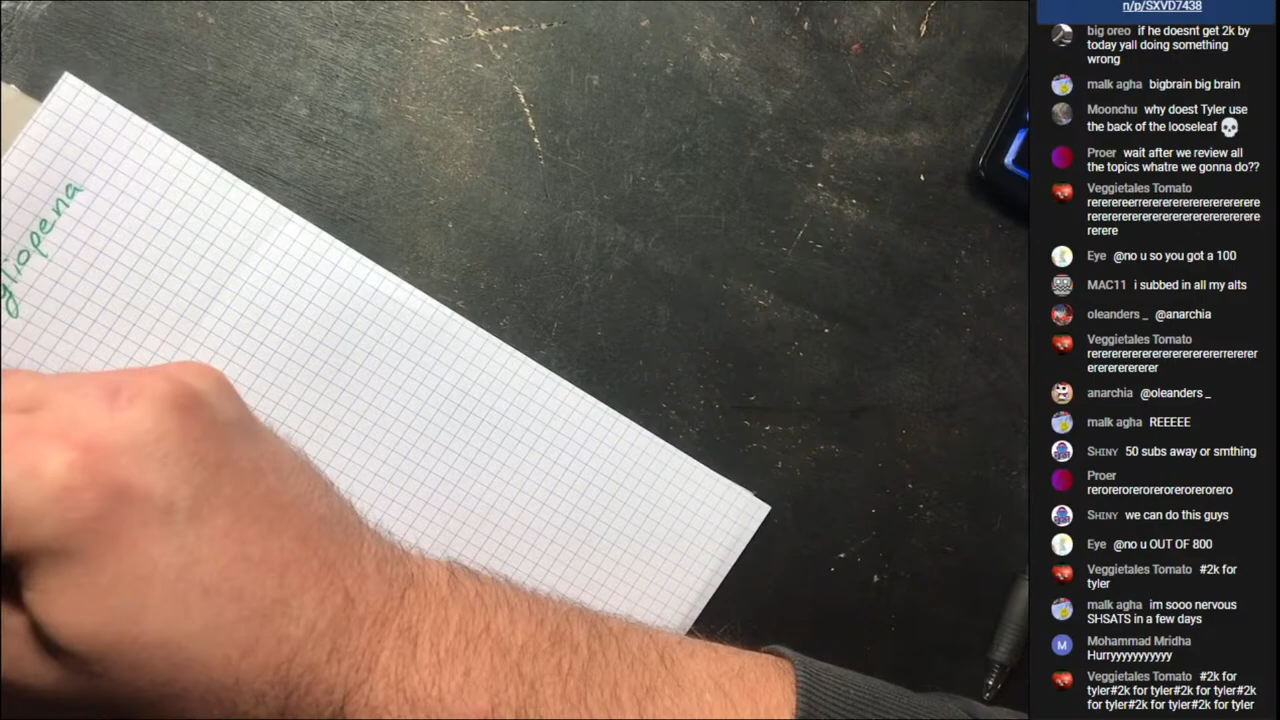 gliopena
n/p/SXVD7438
big oreo if he doesnt get 2k by
today yall doing something
wrong
malk agha bigbrain big brain
Moonchu why doest Tyler use
the back of the looseleaf 💀
Proer wait after we review all
the topics whatre we gonna do??
Veggietales Tomato
rererereerrerererererererererere
rererererererererererererererere
rerere
Eye @no u so you got a 100
MAC11 i subbed in all my alts
oleanders _ @anarchia
Veggietales Tomato
rererererererererererererrererer
erererererererer
anarchia @oleanders _
malk agha REEEEE
Shiny 50 subs away or smthing
Proer
rerorerorerorerorerorerorero
Shiny we can do this guys
Eye @no u OUT OF 800
Veggietales Tomato #2k for
tyler
malk agha im sooo nervous
SHSATS in a few days
M
Mohammad Mridha
Hurryyyyyyyyyy
Veggietales Tomato #2k for
tyler#2k for tyler#2k for tyler#2k
for tyler#2k for tyler#2k for tyler